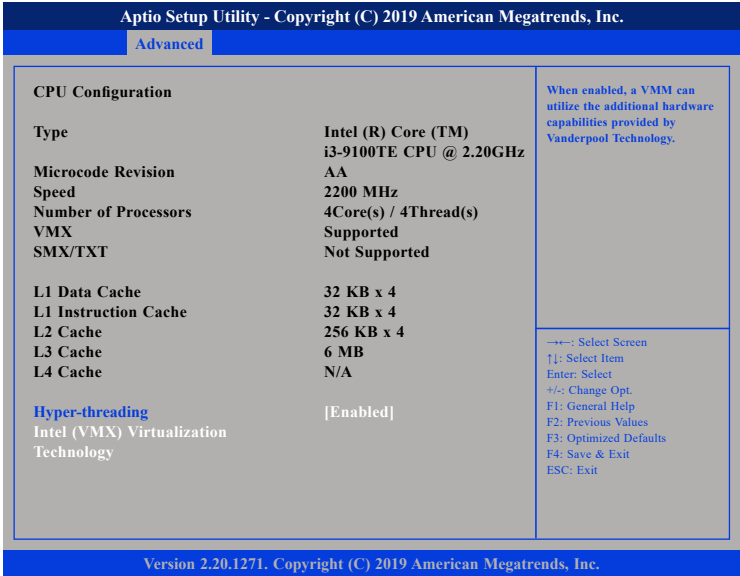 Aptio Setup Utility - Copyright (C) 2019 American Megatrends, Inc.
Advanced
CPU Configuration
Type Intel (R) Core (TM)
i3-9100TE CPU @ 2.20GHz
Microcode Revision AA
Speed 2200 MHz
Number of Processors 4Core(s) / 4Thread(s)
VMX Supported
SMX/TXT Not Supported
L1 Data Cache 32 KB x 4
L1 Instruction Cache 32 KB x 4
L2 Cache 256 KB x 4
L3 Cache 6 MB
L4 Cache N/A
Hyper-threading [Enabled]
Intel (VMX) Virtualization
Technology
When enabled, a VMM can
utilize the additional hardware
capabilities provided by
Vanderpool Technology.
→←: Select Screen
↑↓: Select Item
Enter: Select
+/-: Change Opt.
F1: General Help
F2: Previous Values
F3: Optimized Defaults
F4: Save & Exit
ESC: Exit
Version 2.20.1271. Copyright (C) 2019 American Megatrends, Inc.